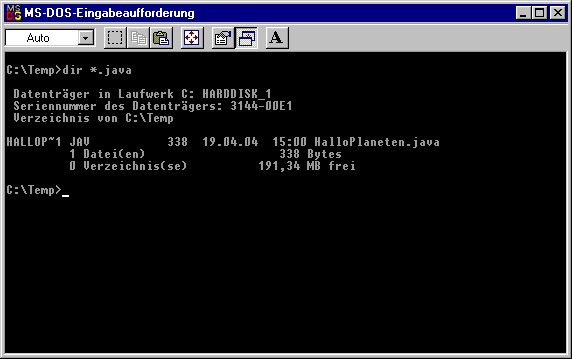 MS-DOS-Eingabeaufforderung
Auto
A
C:\Temp>dir *.java
Datenträger in Laufwerk C: HARDDISK_1
Seriennummer des Datenträgers: 3144-00E1
Verzeichnis von C:\Temp
HALLOP~1 JAV 338 19.04.04 15:00 HalloPlaneten.java
1 Datei(en) 338 Bytes
0 Verzeichnis(se) 191,34 MB frei
C:\Temp>_